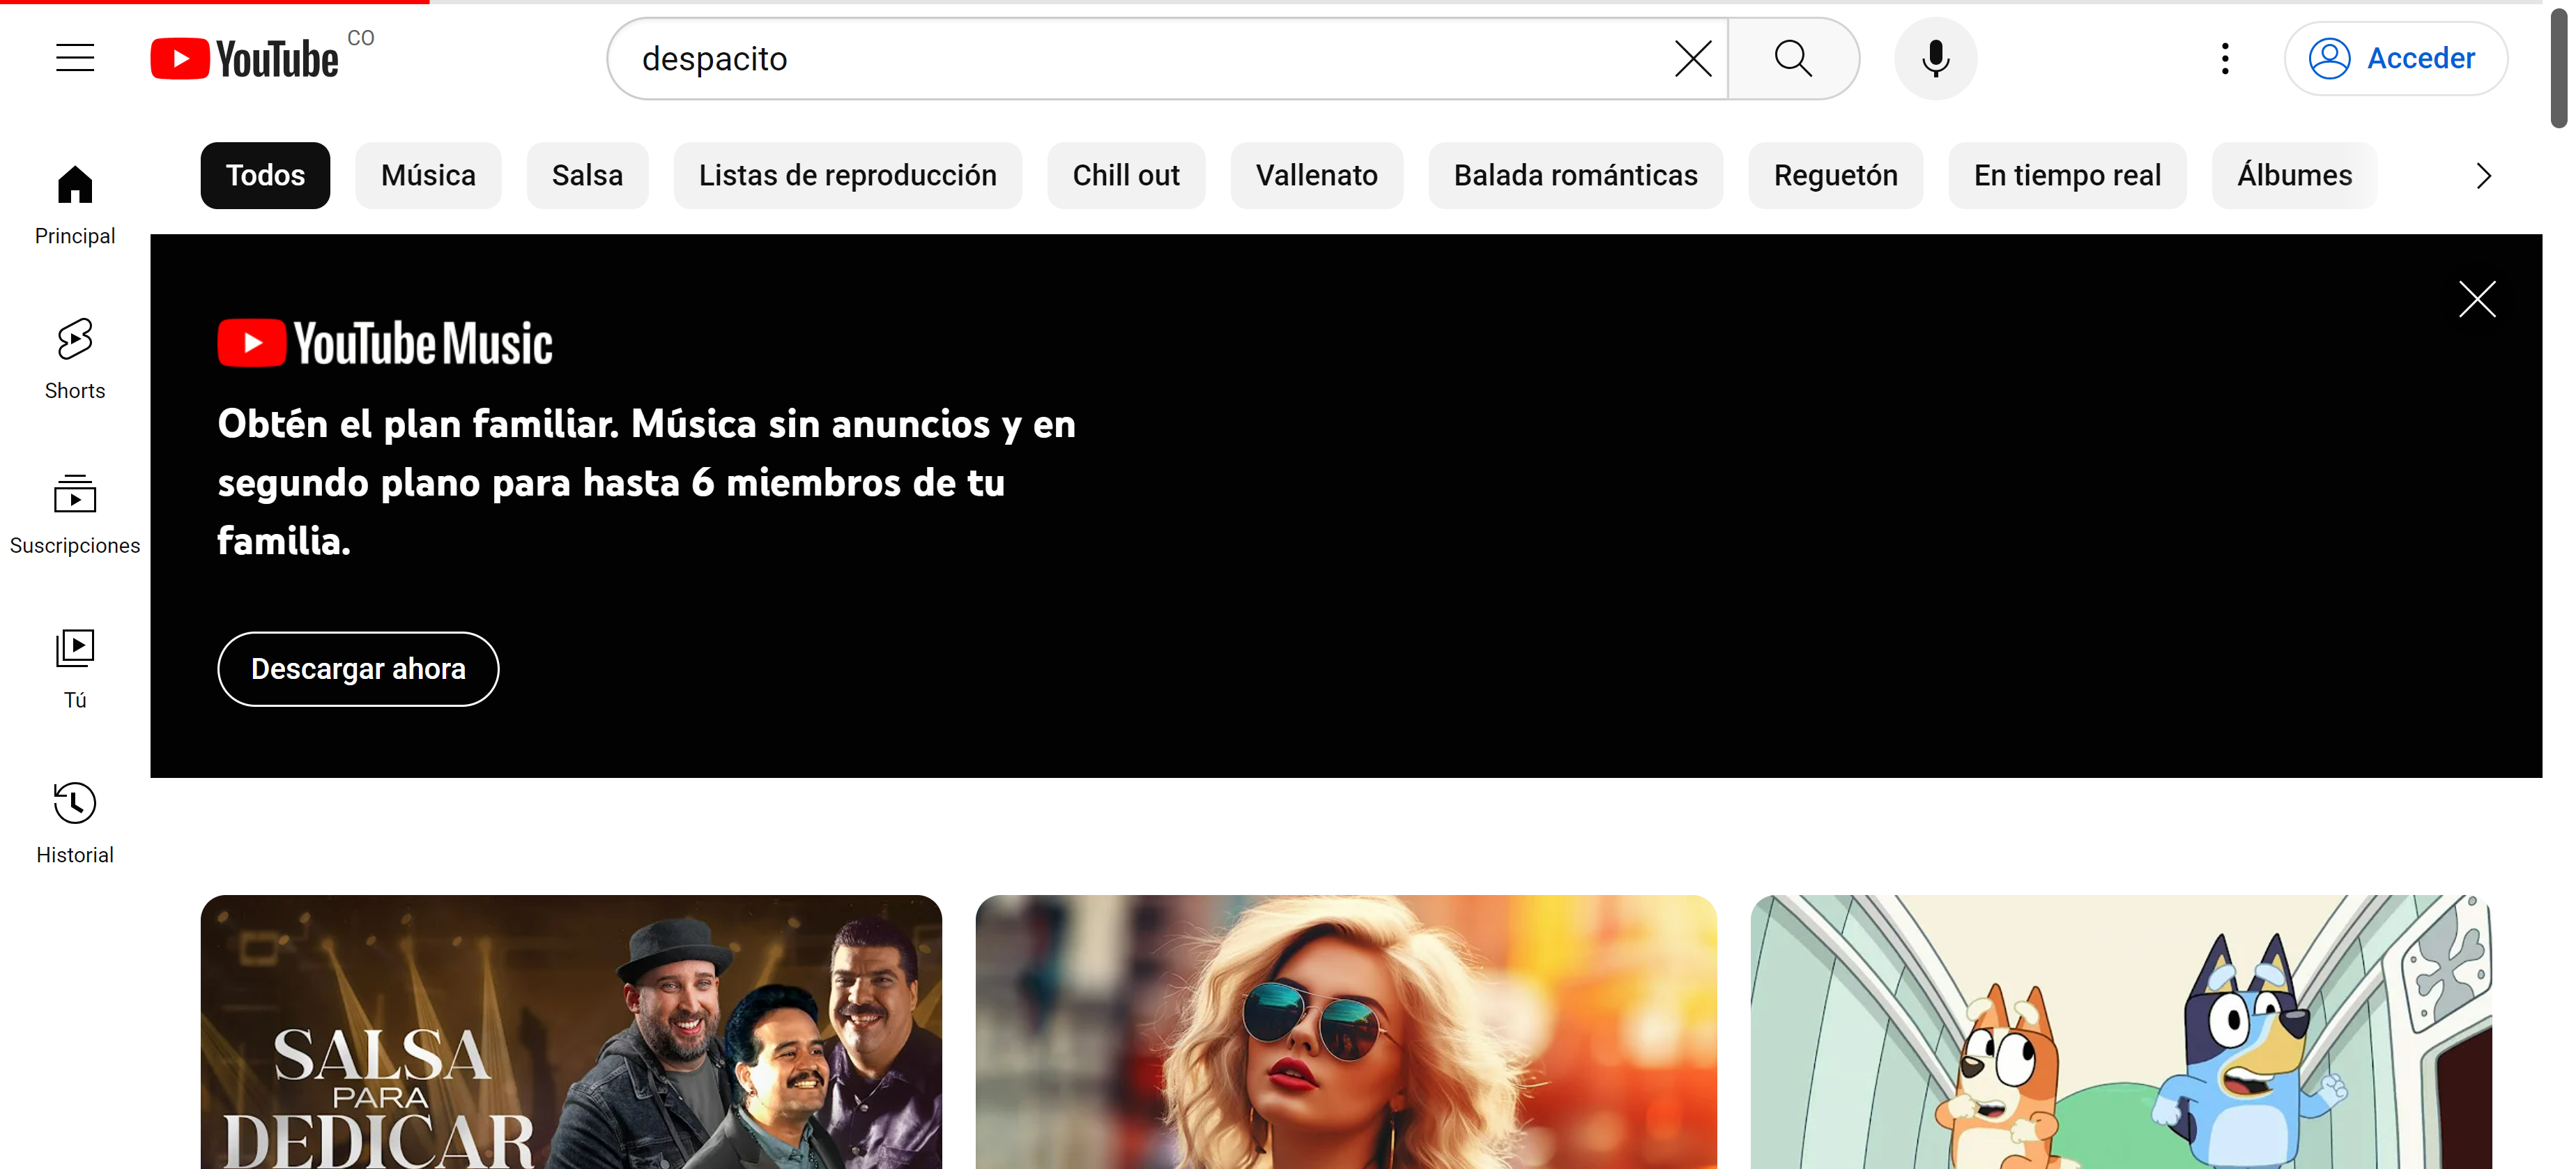 YouTube CO
despacito
Acceder
Todos
Música
Salsa
Listas de reproducción
Chill out
Vallenato
Balada románticas
Reguetón
En tiempo real
Álbumes
Principal
Shorts
Suscripciones
Tú
Historial
YouTube Music
Obtén el plan familiar. Música sin anuncios y en
segundo plano para hasta 6 miembros de tu
familia.
Descargar ahora
SALSA
PARA
DEDICAR